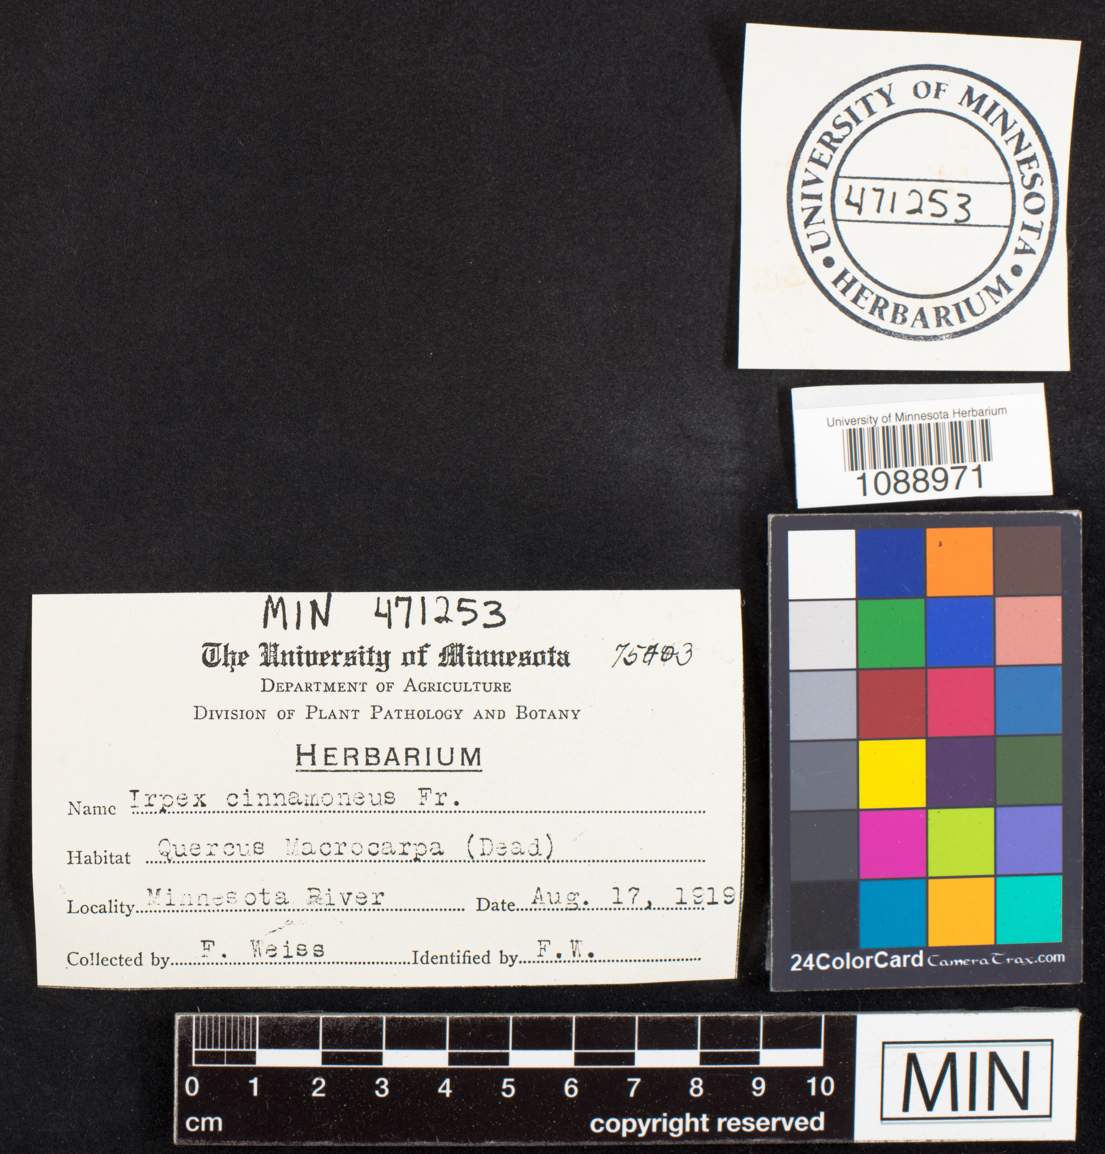 UNIVERSITY OF MINNESOTA
• HERBARIUM •
471253
University of Minnesota Herbarium
1088971
MIN 471253
The University of Minnesota
DEPARTMENT OF AGRICULTURE
DIVISION OF PLANT PATHOLOGY AND BOTANY
HERBARIUM
Name Irpex cinnamoneus Fr.
Habitat Quercus Macrocarpa (Dead)
Locality Minnesota River Date Aug. 17, 1919
Collected by F. Weiss Identified by F.W.
24ColorCard CameraTrax.com
0 1 2 3 4 5 6 7 8 9 10
cm copyright reserved
MIN